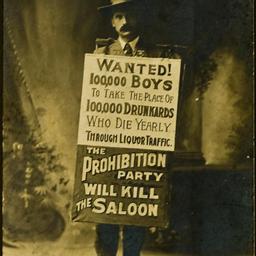 WANTED!
100,000 BOYS
TO TAKE THE PLACE OF
100,000 DRUNKARDS
WHO DIE YEARLY
THROUGH LIQUOR TRAFFIC.
THE
PROHIBITION
PARTY
WILL KILL
THE SALOON